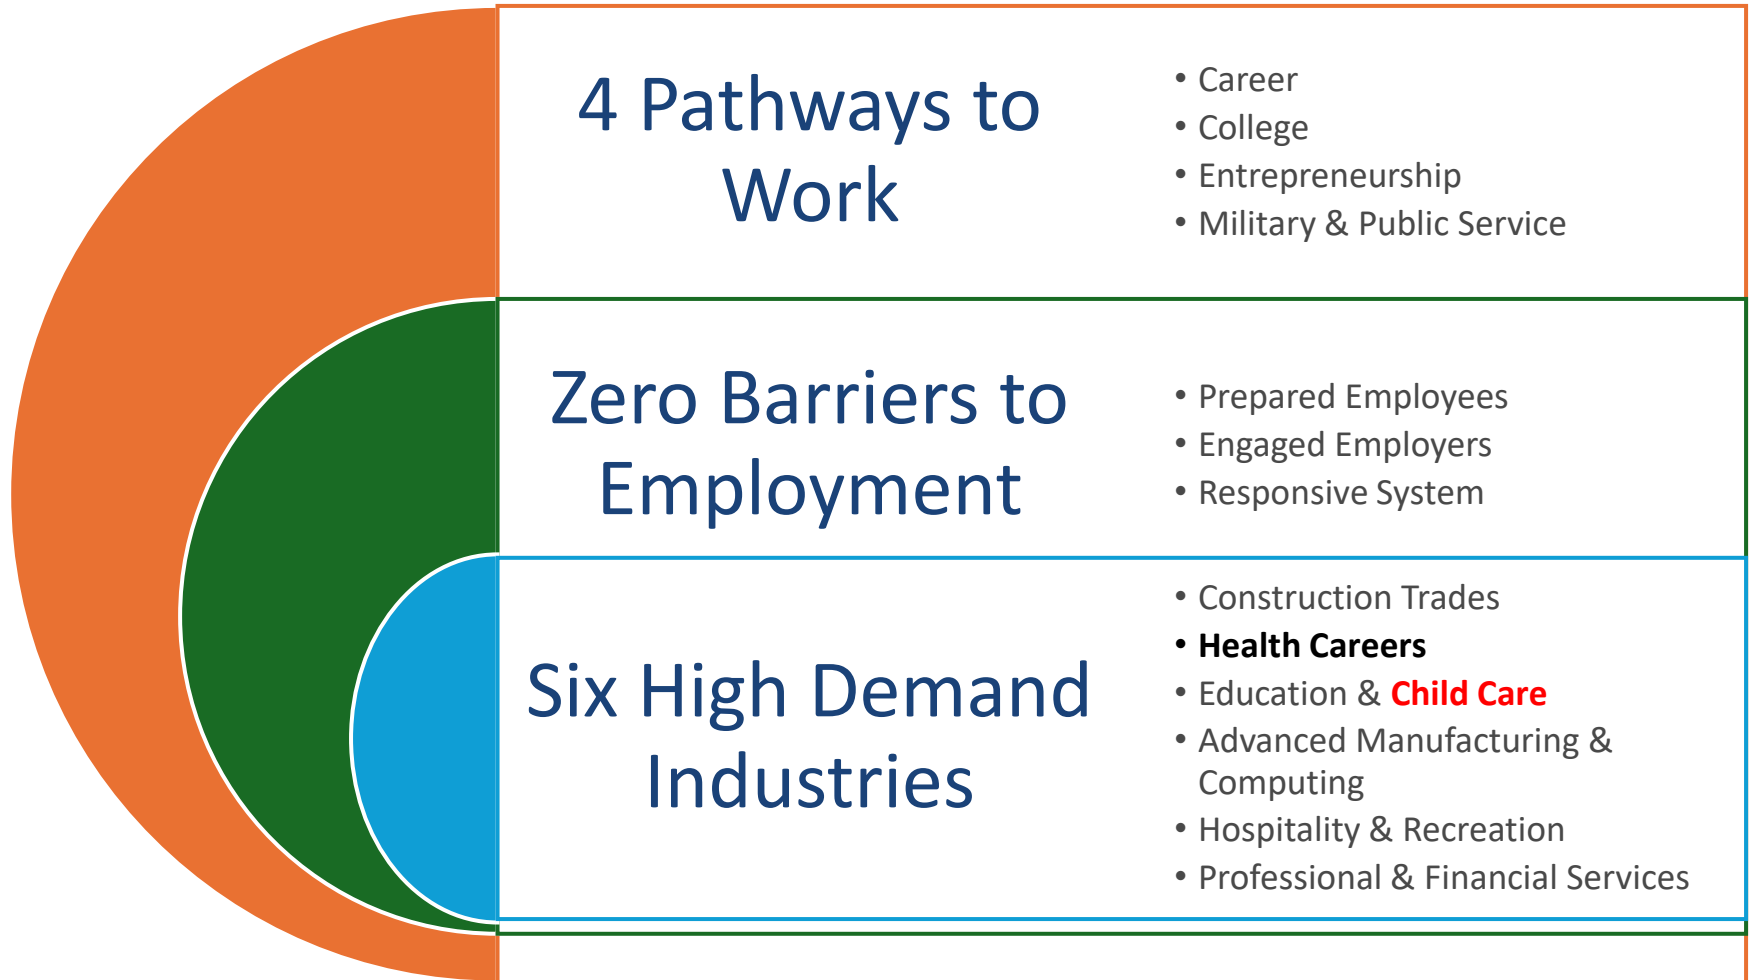 4 Pathways to
Work
• Career
• College
• Entrepreneurship
• Military & Public Service
Zero Barriers to
Employment
• Prepared Employees
• Engaged Employers
• Responsive System
Six High Demand
Industries
• Construction Trades
• Health Careers
• Education & Child Care
• Advanced Manufacturing &
Computing
• Hospitality & Recreation
• Professional & Financial Services